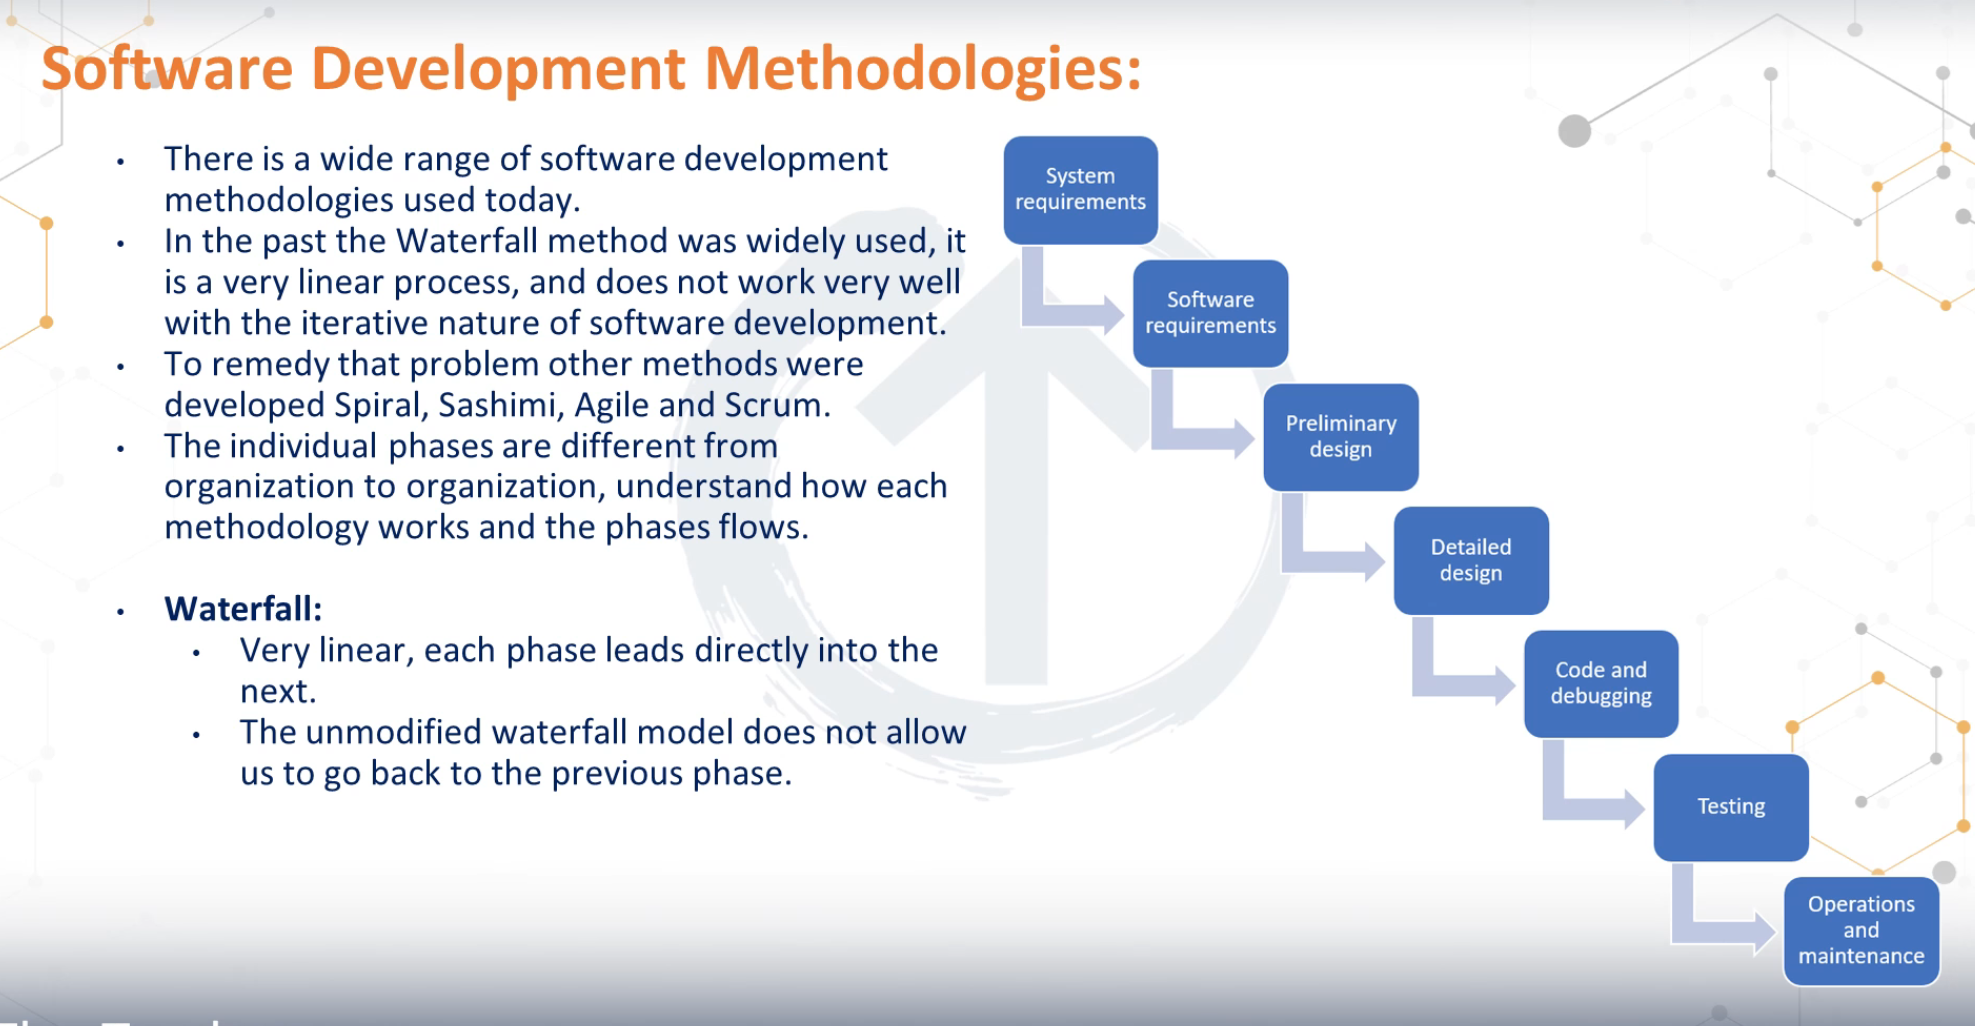 Software Development Methodologies:
• There is a wide range of software development
methodologies used today.
• In the past the Waterfall method was widely used, it
is a very linear process, and does not work very well
with the iterative nature of software development.
• To remedy that problem other methods were
developed Spiral, Sashimi, Agile and Scrum.
• The individual phases are different from
organization to organization, understand how each
methodology works and the phases flows.
• Waterfall:
• Very linear, each phase leads directly into the
next.
• The unmodified waterfall model does not allow
us to go back to the previous phase.
System
requirements
Software
requirements
Preliminary
design
Detailed
design
Code and
debugging
Testing
Operations
and
maintenance